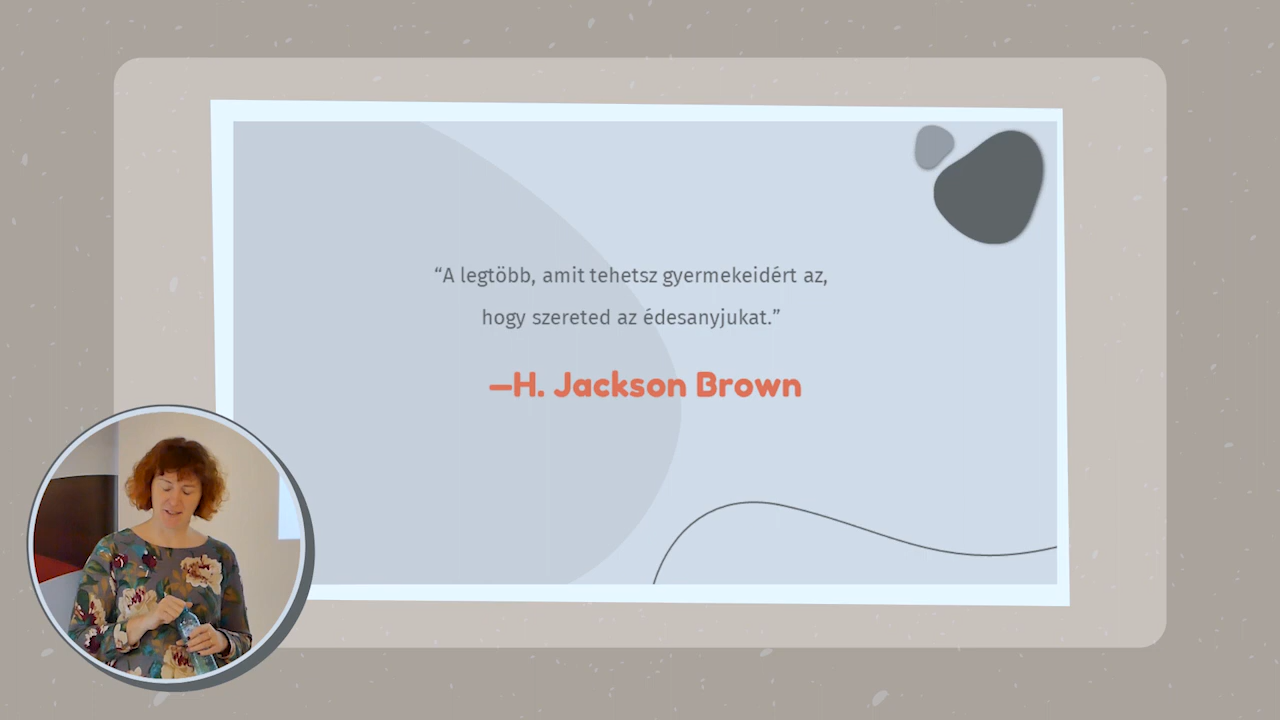 “A legtöbb, amit tehetsz gyermekeidért az,
hogy szereted az édesanyjukat.”
—H. Jackson Brown